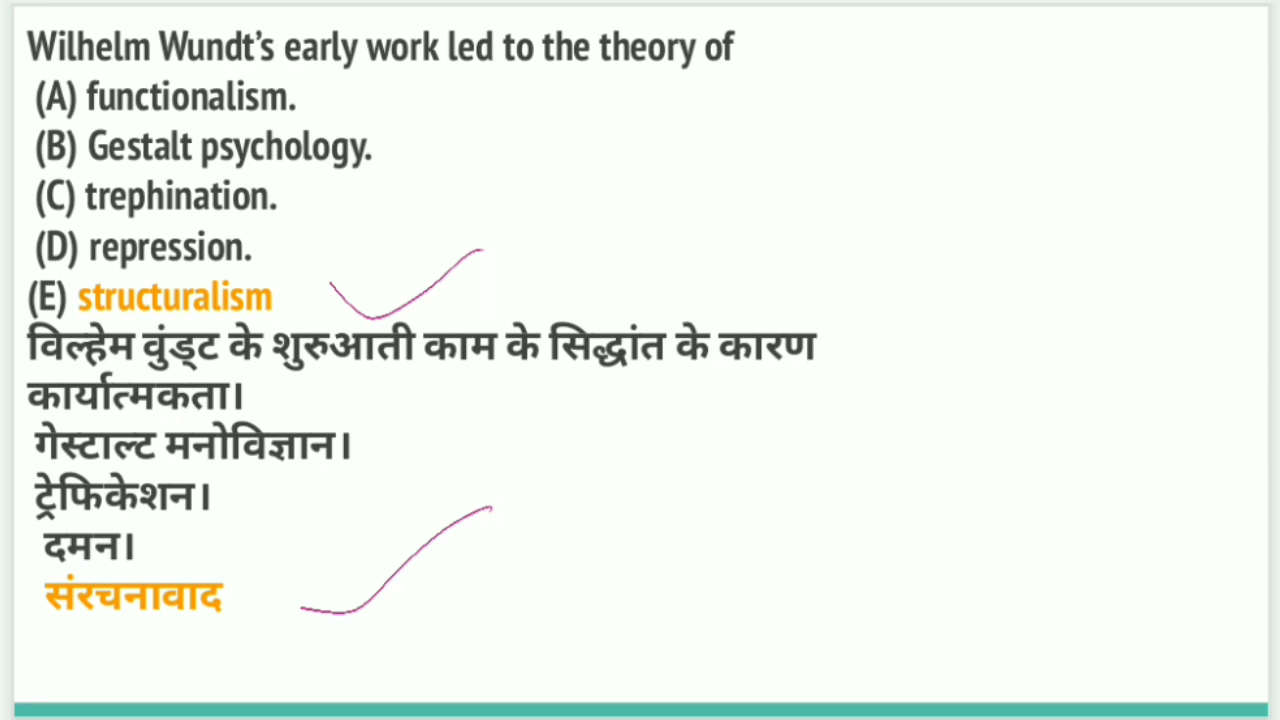 Wilhelm Wundt’s early work led to the theory of
(A) functionalism.
(B) Gestalt psychology.
(C) trephination.
(D) repression.
(E) structuralism
विल्हेम वुंड्ट के शुरुआती काम के सिद्धांत के कारण
कार्यात्मकता।
गेस्टाल्ट मनोविज्ञान।
ट्रेफिकेशन।
दमन।
संरचनावाद